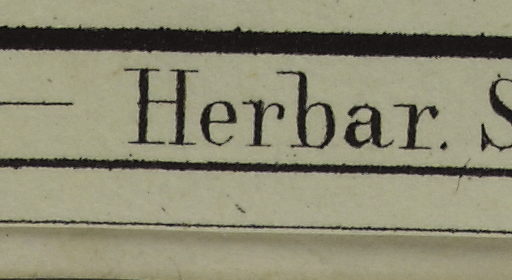 — Herbar. S